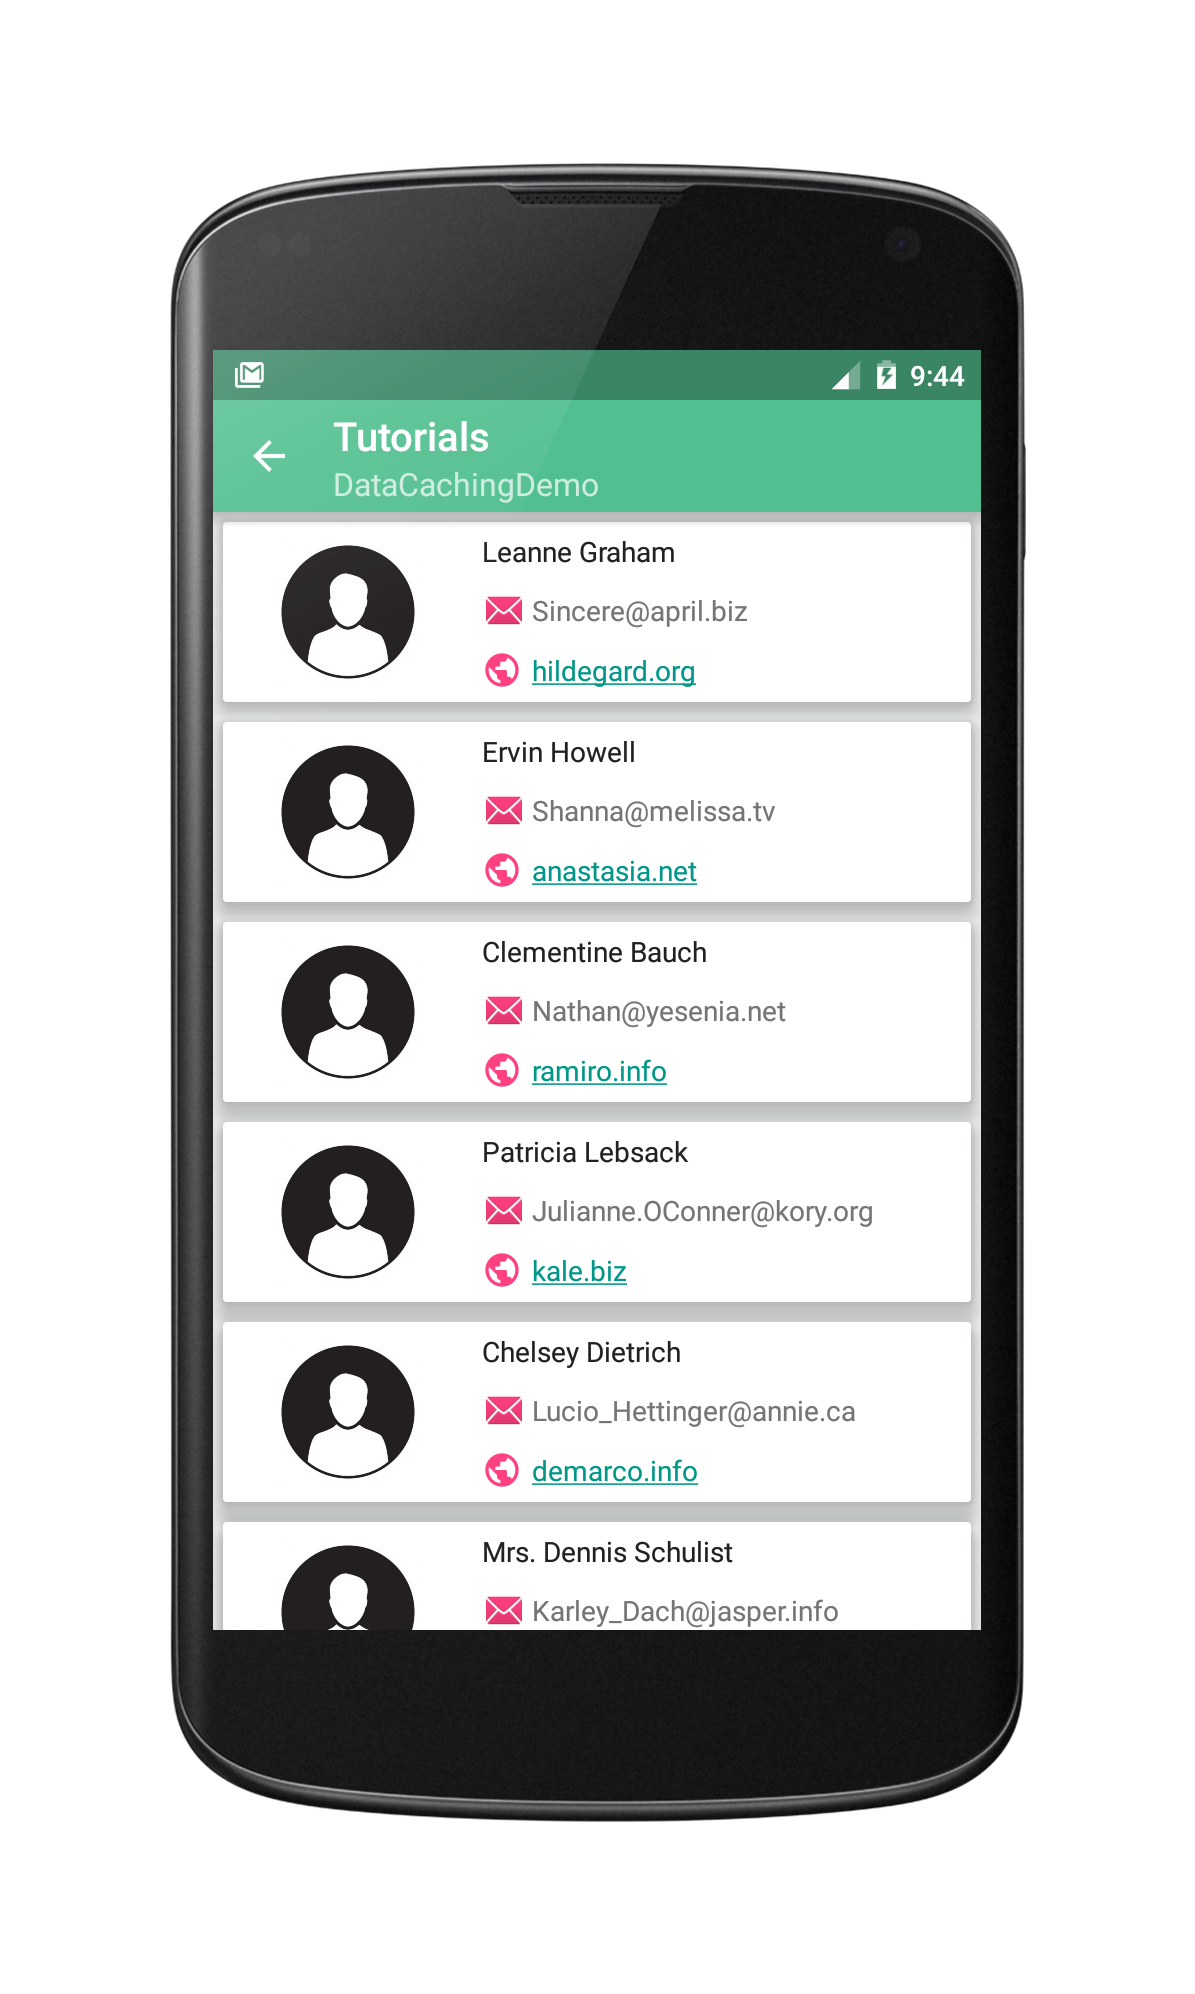 9:44
Tutorials
DataCachingDemo
Leanne Graham
Sincere@april.biz
hildegard.org
Ervin Howell
Shanna@melissa.tv
anastasia.net
Clementine Bauch
Nathan@yesenia.net
ramiro.info
Patricia Lebsack
Julianne.OConner@kory.org
kale.biz
Chelsey Dietrich
Lucio_Hettinger@annie.ca
demarco.info
Mrs. Dennis Schulist
Karley_Dach@jasper.info